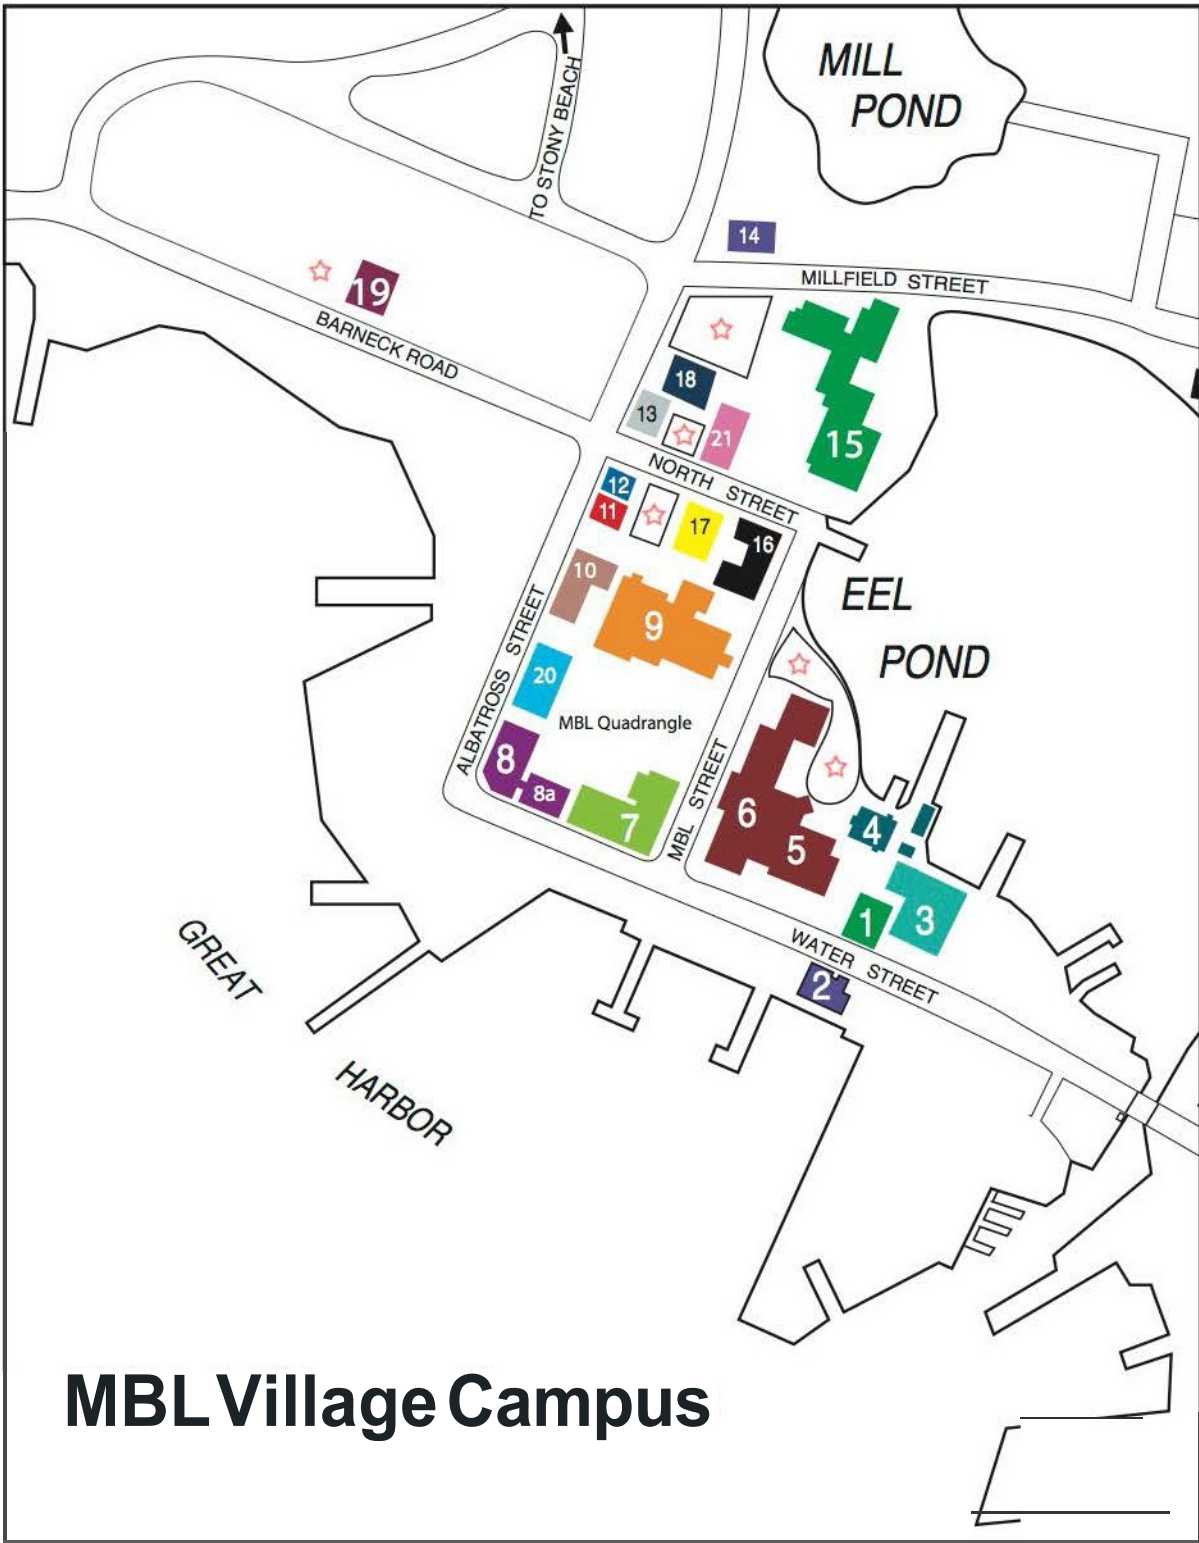 MILL
POND
TO STONY BEACH
14
MILLFIELD STREET
19
BARNECK ROAD
18
13
21
15
NORTH STREET
12
11
17
16
EEL
POND
10
9
ALBATROSS STREET
20
MBL Quadrangle
8
8a
7
MBL STREET
6
5
4
1
3
WATER STREET
2
GREAT
HARBOR
MBL Village Campus